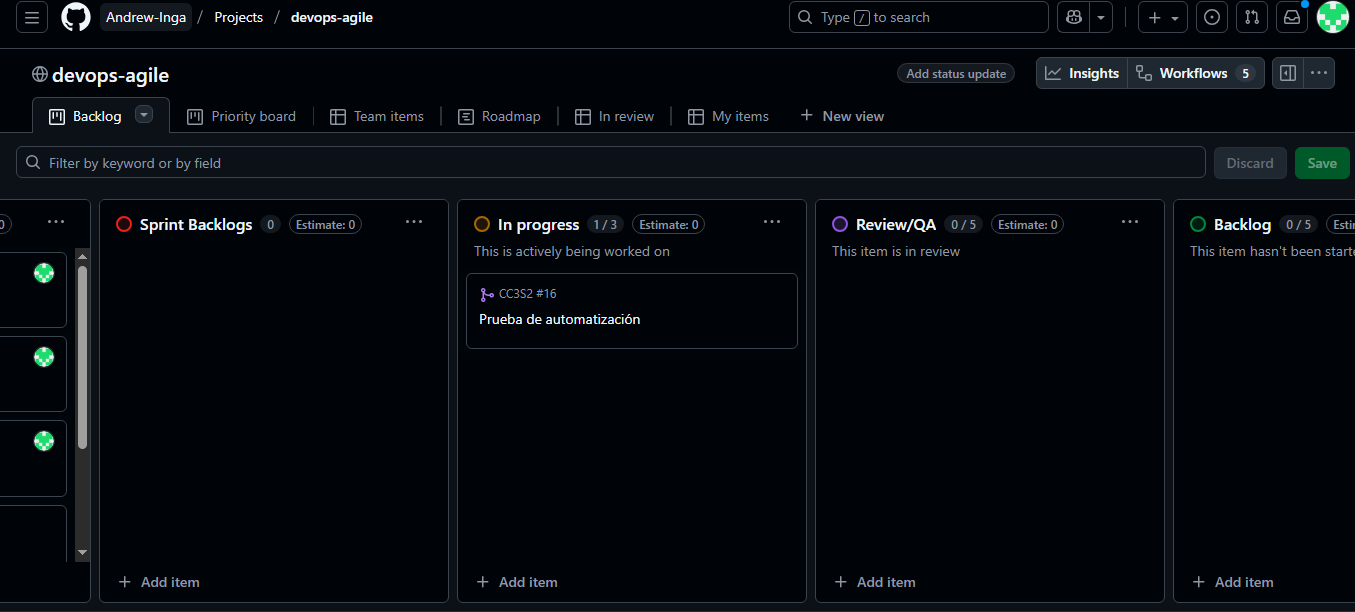 Andrew-Inga / Projects / devops-agile
Type / to search
devops-agile
Add status update
Insights
Workflows 5
Backlog
Priority board
Team items
Roadmap
In review
My items
+ New view
Filter by keyword or by field
Discard
Save
0
Sprint Backlogs 0 Estimate: 0
+ Add item
In progress 1 / 3 Estimate: 0
This is actively being worked on
CC3S2 #16
Prueba de automatización
+ Add item
Review/QA 0 / 5 Estimate: 0
This item is in review
+ Add item
Backlog 0 / 5
This item hasn't been
+ Add item